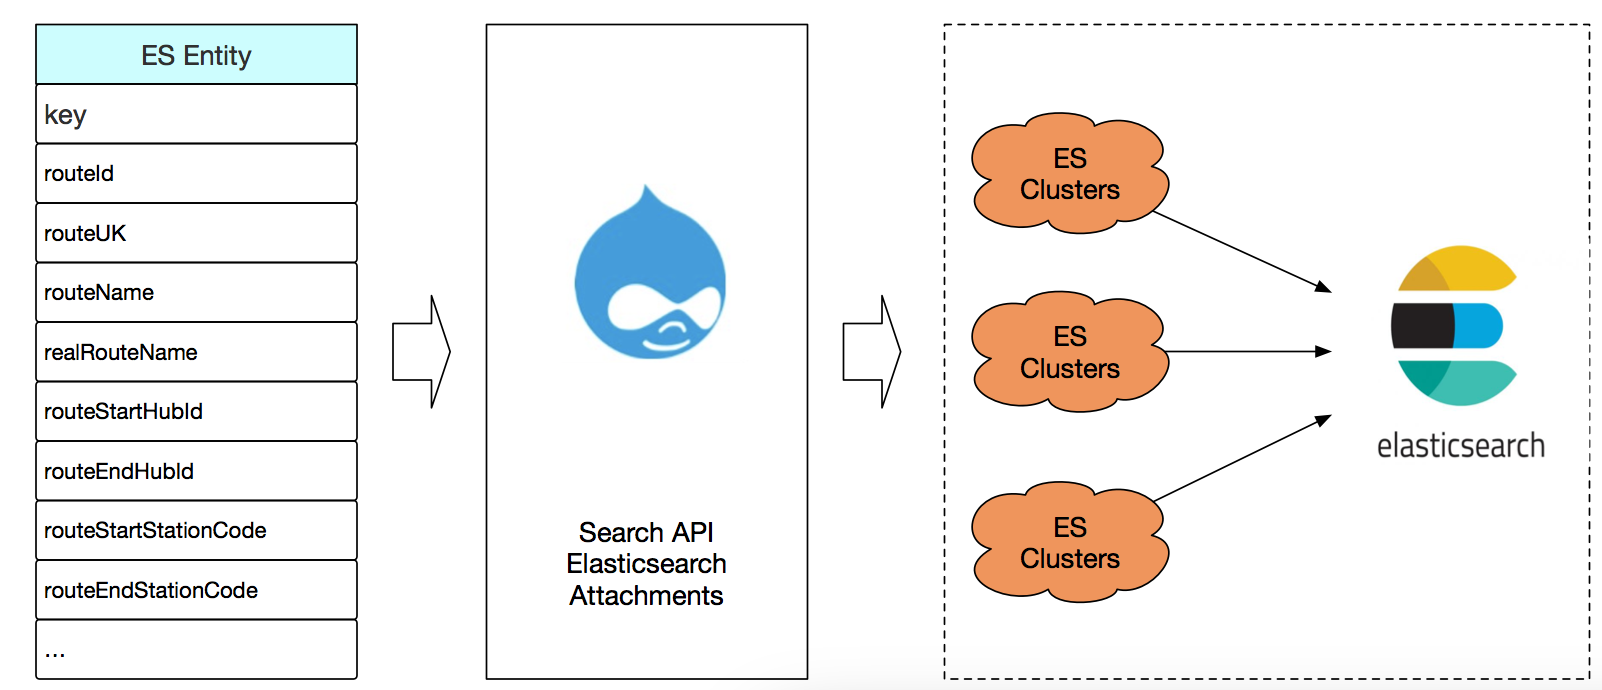 ES Entity
key
routeId
routeUK
routeName
realRouteName
routeStartHubId
routeEndHubId
routeStartStationCode
routeEndStationCode
...
Search API
Elasticsearch
Attachments
ES
Clusters
ES
Clusters
ES
Clusters
elasticsearch